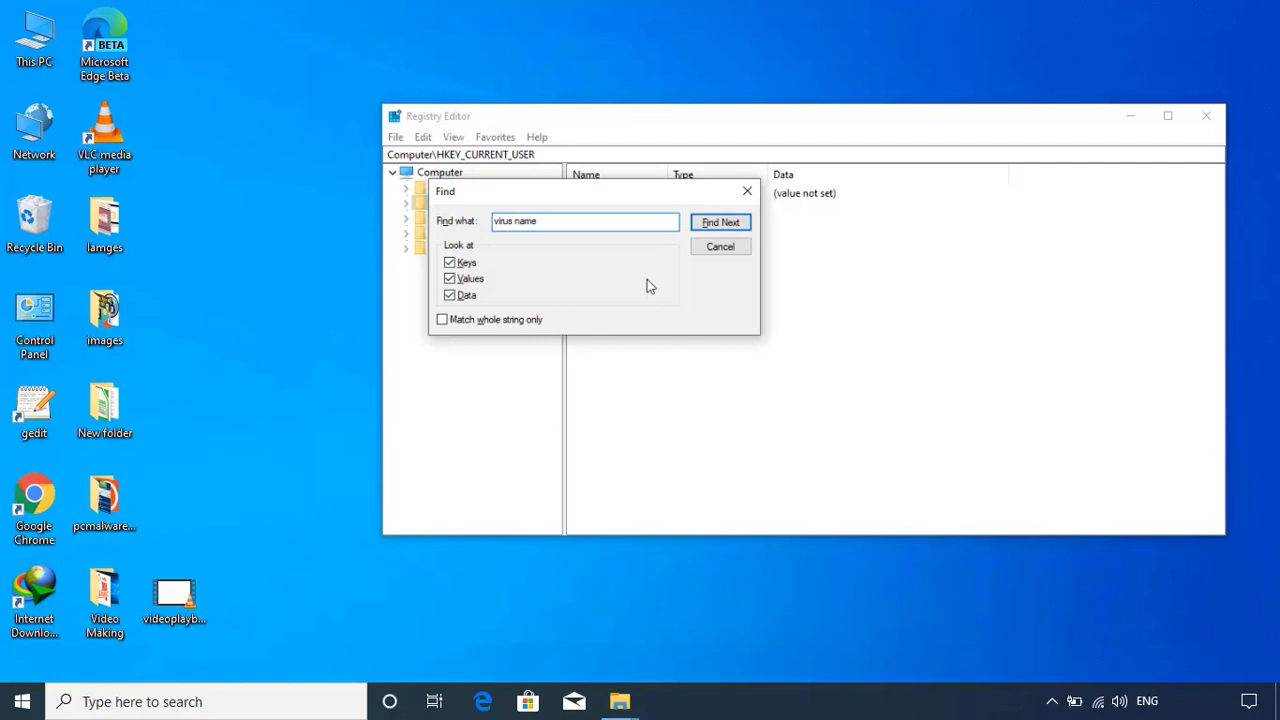 This PC
BETA
Microsoft
Edge Beta
Network
VLC media
player
Recycle Bin
Iamges
Control
Panel
images
gedit
New folder
Google
Chrome
pcmalware...
Internet
Downlo...
Video
Making
videoplayb...
Registry Editor
File Edit View Favorites Help
Computer\HKEY_CURRENT_USER
Computer
Name Type Data
(value not set)
Find
Find what: virus name Find Next
Look at Cancel
Keys
Values
Data
Match whole string only
Type here to search
ENG